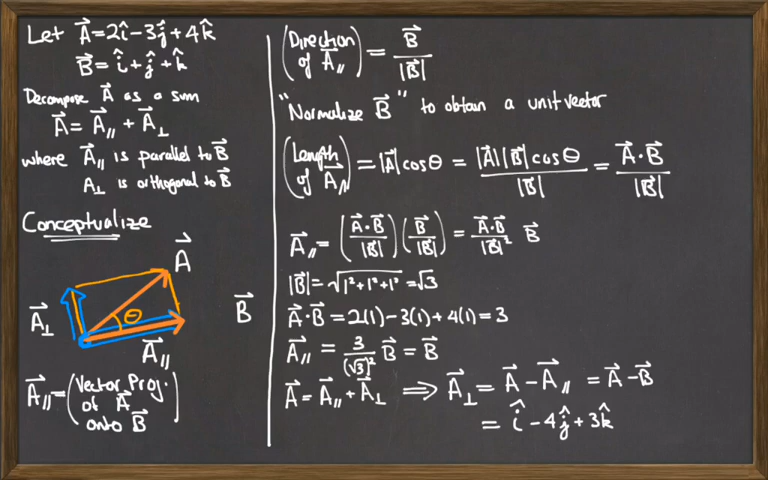 Let A⃗=2î-3ĵ+4k̂
B⃗=î+ĵ+k̂
Decompose A⃗ as a sum
A⃗=A⃗∥+A⃗⊥
where A⃗∥ is parallel to B⃗
A⊥ is orthogonal to B⃗
Conceptualize
A⃗
A⃗⊥
θ
B⃗
A⃗∥
A⃗∥=(Vector Proj. of A⃗ onto B⃗)
(Direction of A⃗∥) = B⃗/|B⃗|
"Normalize B⃗" to obtain a unit vector
(Length of A⃗∥) = |A⃗|cosθ = |A⃗||B⃗|cosθ/|B⃗| = A⃗·B⃗/|B⃗|
A⃗∥=(A⃗·B⃗/|B⃗|)(B⃗/|B⃗|) = A⃗·B⃗/|B⃗|² B⃗
|B⃗|=√1²+1²+1² =√3
A⃗·B⃗=2(1)-3(1)+4(1)=3
A⃗∥ = 3/(√3)² B⃗ = B⃗
A⃗=A⃗∥+A⃗⊥ ⟹ A⃗⊥= A⃗-A⃗∥ = A⃗-B⃗
= î-4ĵ+3k̂